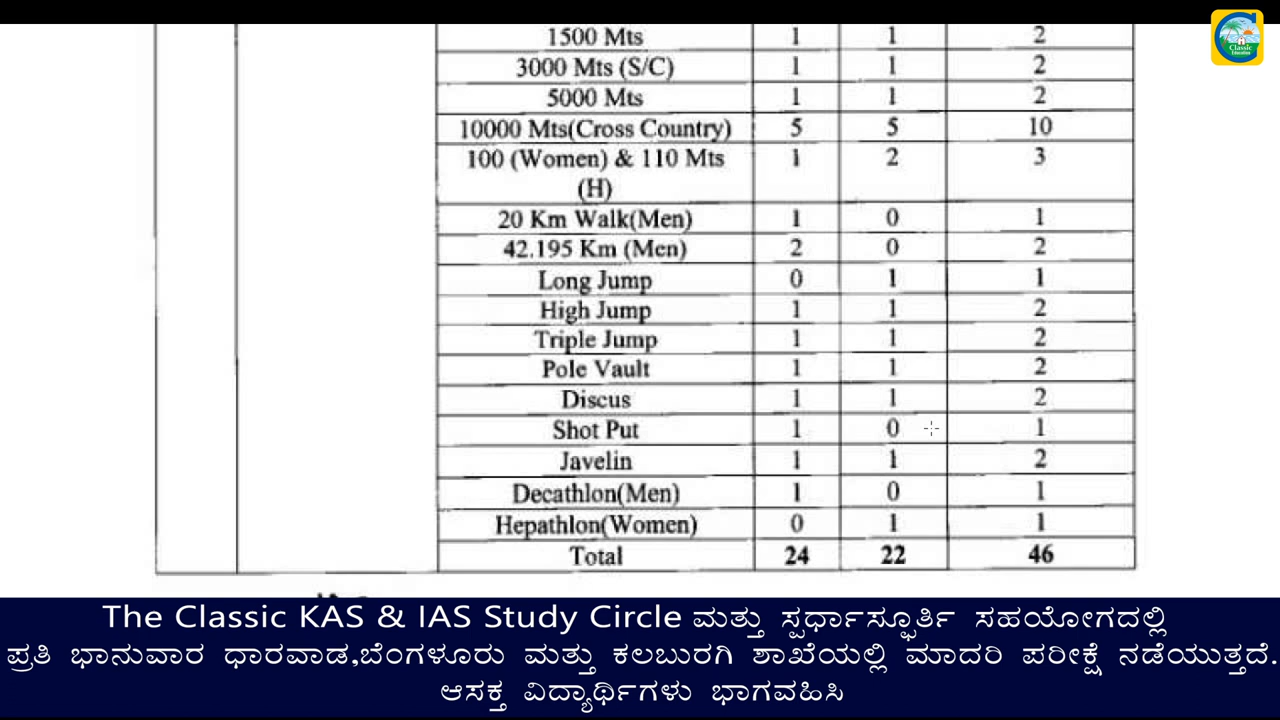 Classic
Education
1500 Mts 1 1 2
3000 Mts (S/C) 1 1 2
5000 Mts 1 1 2
10000 Mts(Cross Country) 5 5 10
100 (Women) & 110 Mts 1 2 3
(H)
20 Km Walk(Men) 1 0 1
42.195 Km (Men) 2 0 2
Long Jump 0 1 1
High Jump 1 1 2
Triple Jump 1 1 2
Pole Vault 1 1 2
Discus 1 1 2
Shot Put 1 0 1
Javelin 1 1 2
Decathlon(Men) 1 0 1
Hepathlon(Women) 0 1 1
Total 24 22 46
The Classic KAS & IAS Study Circle ಮತ್ತು ಸ್ಪರ್ಧಾಸ್ಫೂರ್ತಿ ಸಹಯೋಗದಲ್ಲಿ
ಪ್ರತಿ ಭಾನುವಾರ ಧಾರವಾಡ,ಬೆಂಗಳೂರು ಮತ್ತು ಕಲಬುರಗಿ ಶಾಖೆಯಲ್ಲಿ ಮಾದರಿ ಪರೀಕ್ಷೆ ನಡೆಯುತ್ತದೆ.
ಆಸಕ್ತ ವಿದ್ಯಾರ್ಥಿಗಳು ಭಾಗವಹಿಸಿ